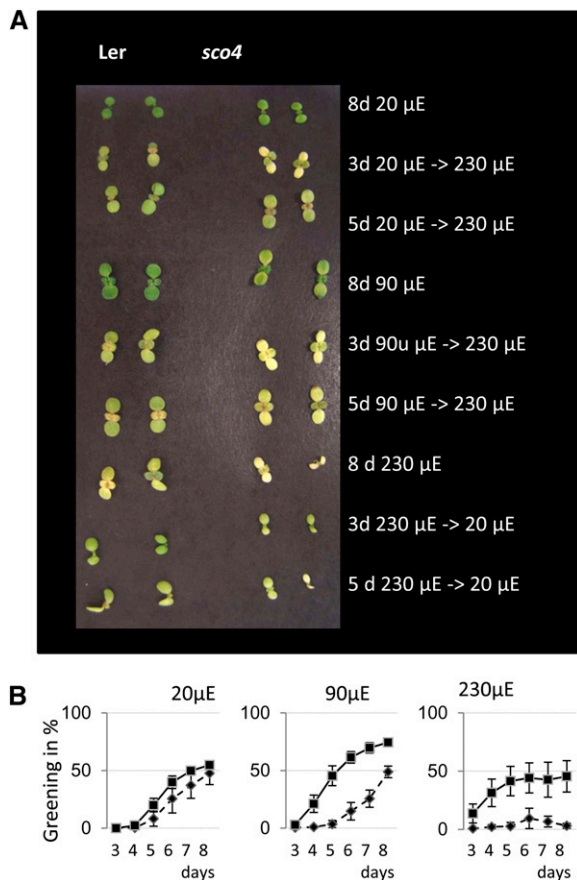 A
Ler sco4
8d 20 µE
3d 20 µE -> 230 µE
5d 20 µE -> 230 µE
8d 90 µE
3d 90u µE -> 230 µE
5d 90 µE -> 230 µE
8 d 230 µE
3d 230 µE -> 20 µE
5 d 230 µE -> 20 µE
B
20µE 90µE 230µE
Greening in %
100 100 100
50 50 50
0 0 0
3 4 5 6 7 8 3 4 5 6 7 8 3 4 5 6 7 8
days days days